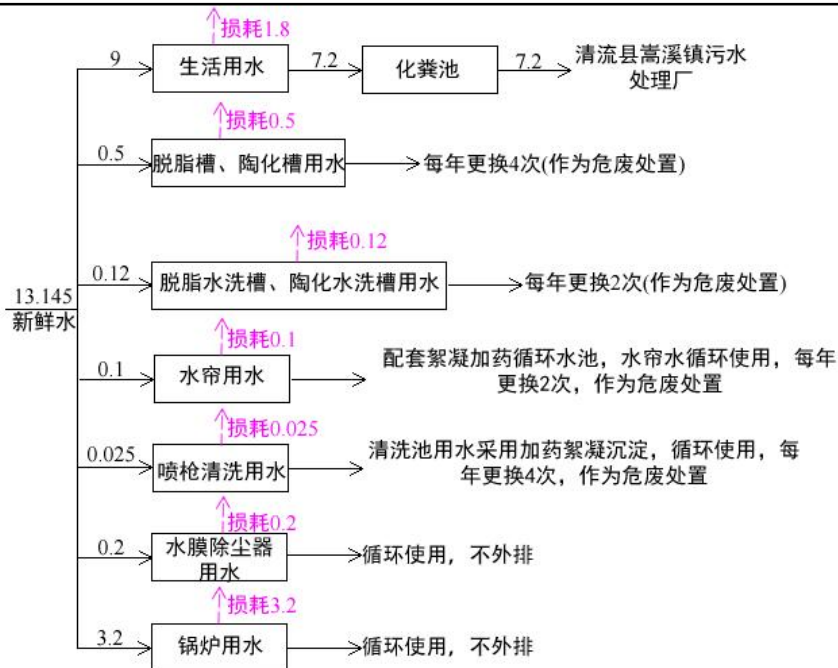 损耗1.8
9
生活用水
7.2
化粪池
7.2
清流县嵩溪镇污水
处理厂
损耗0.5
0.5
脱脂槽、陶化槽用水
每年更换4次(作为危废处置)
损耗0.12
0.12
脱脂水洗槽、陶化水洗槽用水
每年更换2次(作为危废处置)
13.145
新鲜水
损耗0.1
0.1
水帘用水
配套絮凝加药循环水池，水帘水循环使用，每年
更换2次，作为危废处置
损耗0.025
0.025
喷枪清洗用水
清洗池用水采用加药絮凝沉淀，循环使用，每
年更换4次，作为危废处置
损耗0.2
0.2
水膜除尘器
用水
循环使用，不外排
损耗3.2
3.2
锅炉用水
循环使用，不外排